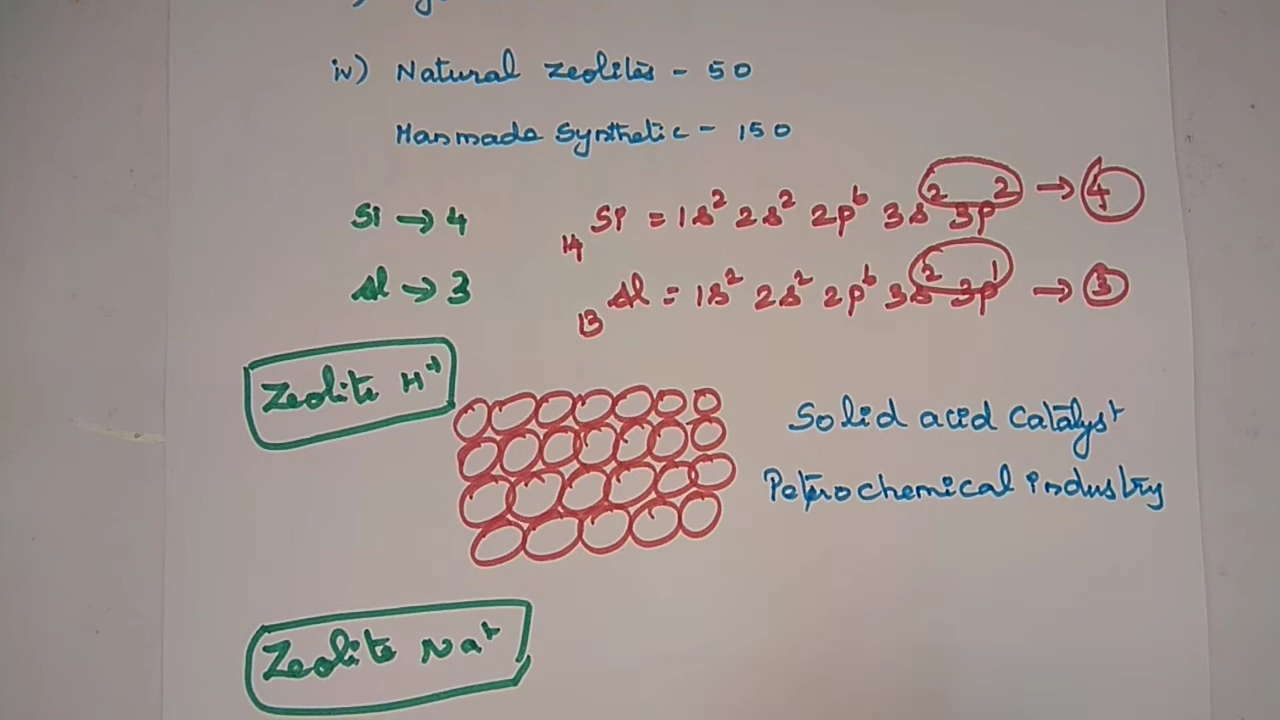 iv) Natural Zeolites - 50
Manmade Synthetic - 150
Si → 4
₁₄Si = 1s² 2s² 2p⁶ 3s² 3p² → 4
Al → 3
₁₃Al = 1s² 2s² 2p⁶ 3s² 3p¹ → 3
Zeolite H⁺
Solid acid catalyst
Petrochemical industry
Zeolite Na⁺